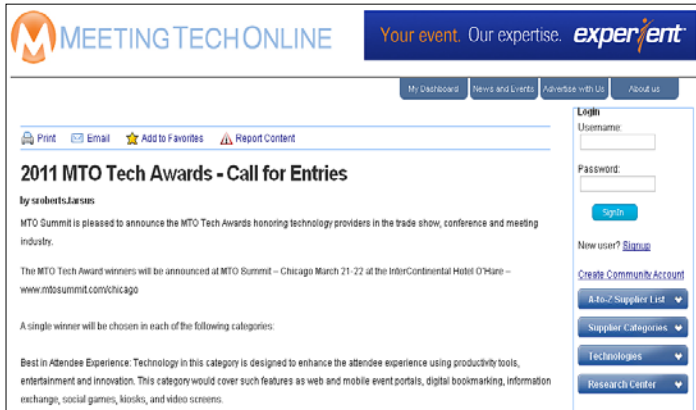 MEETING TECH ONLINE
Your event. Our expertise. experient
My Dashboard News and Events Advertise with Us About us
Login
Username:
Password:
SignIn
New user? Signup
Create Community Account
A-to-Z Supplier List
Supplier Categories
Technologies
Research Center
Print Email Add to Favorites Report Content
2011 MTO Tech Awards - Call for Entries
by sroberts.tarsus
MTO Summit is pleased to announce the MTO Tech Awards honoring technology providers in the trade show, conference and meeting
industry.
The MTO Tech Award winners will be announced at MTO Summit – Chicago March 21-22 at the InterContinental Hotel O'Hare –
www.mtosummit.com/chicago
A single winner will be chosen in each of the following categories:
Best in Attendee Experience: Technology in this category is designed to enhance the attendee experience using productivity tools,
entertainment and innovation. This category would cover such features as web and mobile event portals, digital bookmarking, information
exchange, social games, kiosks, and video screens.